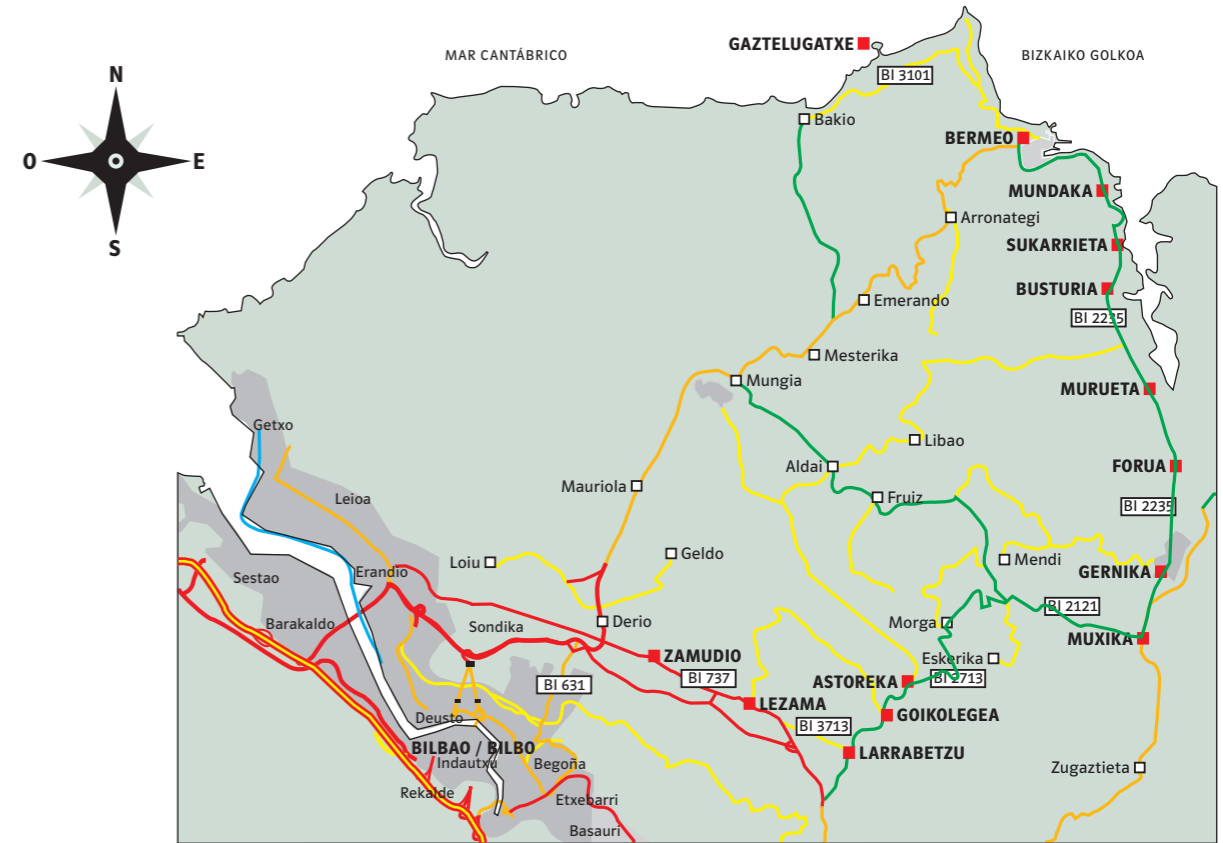 MAR CANTÁBRICO
GAZTELUGATXE
BIZKAIKO GOLKOA
N
BI 3101
Bakio
BERMEO
O
E
MUNDAKA
Arronategi
S
SUKARRIETA
BUSTURIA
Emerando
BI 2235
Mesterika
Mungia
MURUETA
Getxo
Libao
Aldai
FORUA
Mauriola
Leioa
Fruiz
BI 2235
Geldo
Loiu
Mendi
GERNIKA
Sestao
Erandio
BI 2121
Barakaldo
Sondika
Derio
Morga
MUXIKA
ZAMUDIO
Eskerika
BI 631
BI 737
ASTOREKA
BI 2713
LEZAMA
GOIKOLEGEA
Deusto
BI 3713
BILBAO / BILBO
LARRABETZU
Indautxu
Begoña
Zugaztieta
Rekalde
Etxebarri
Basauri